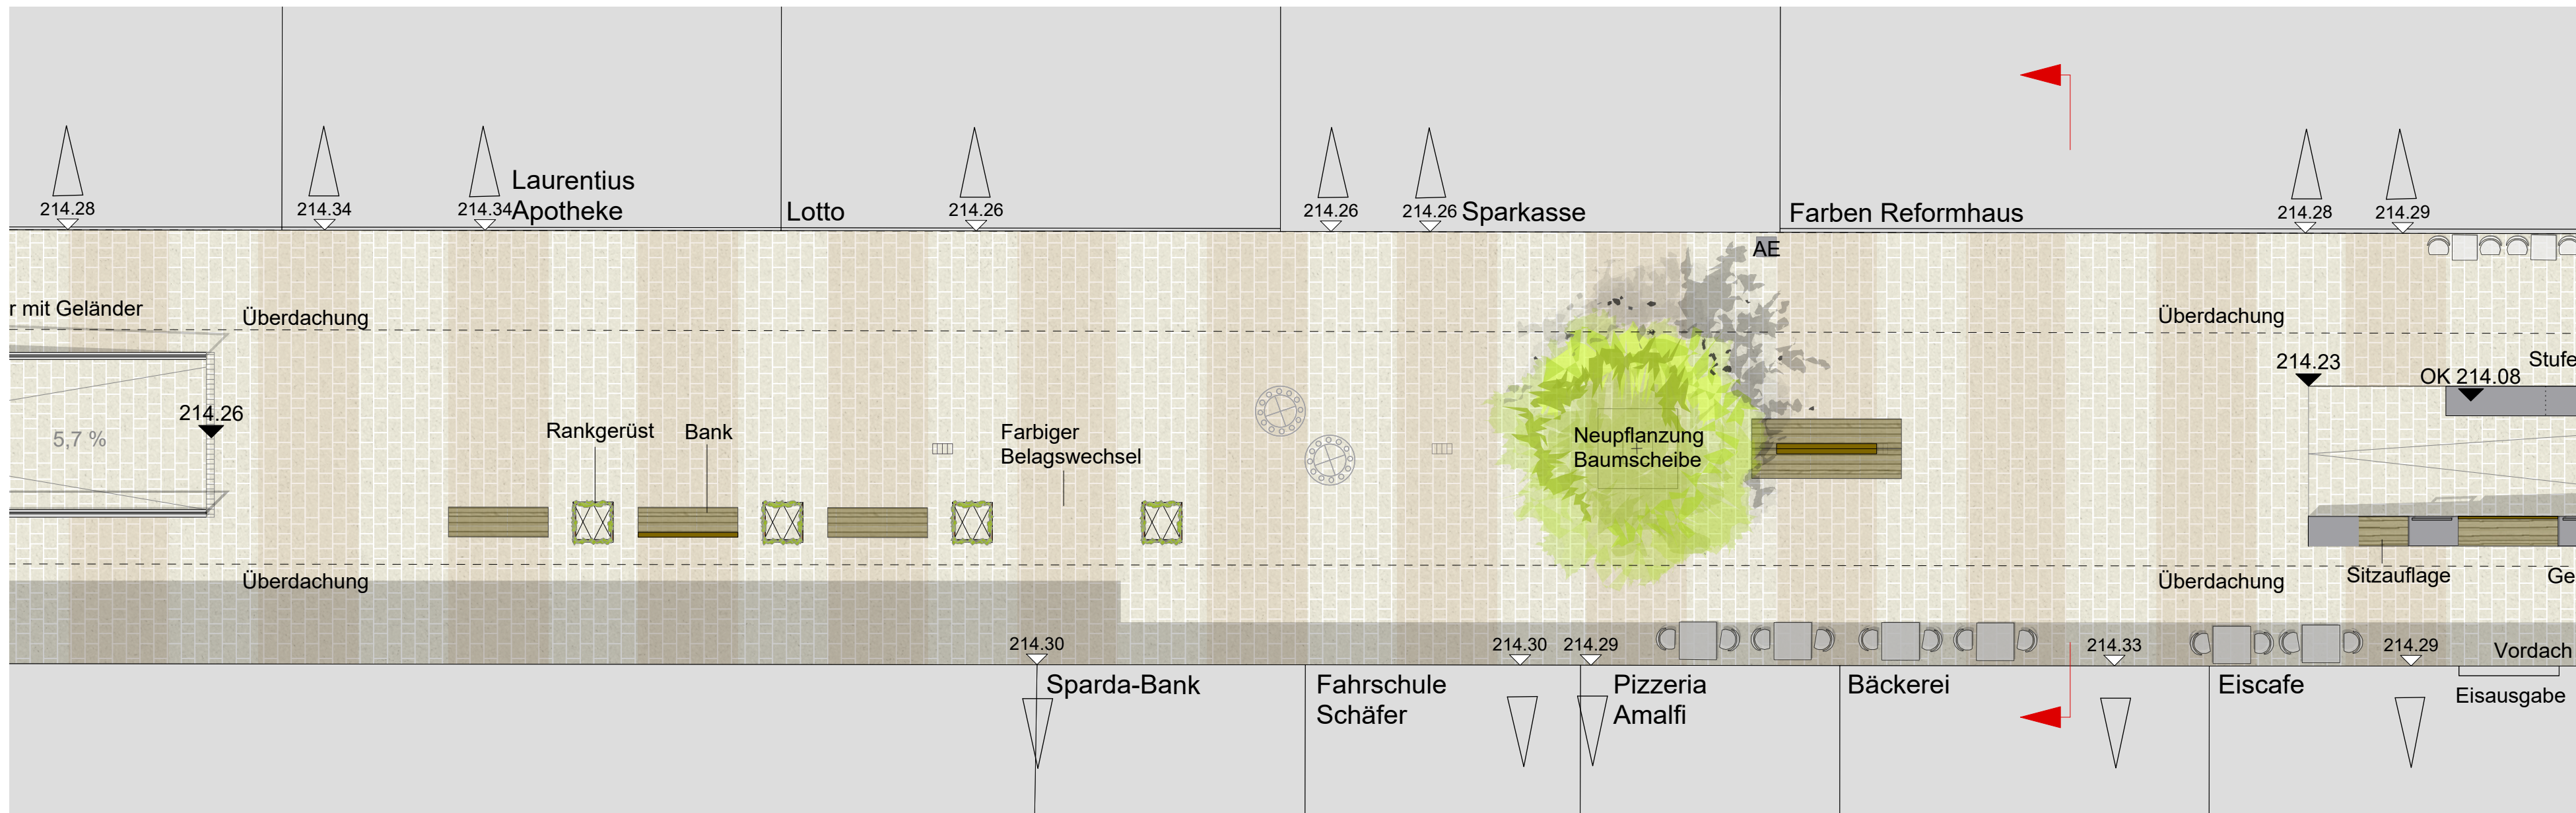 Laurentius
Apotheke
Lotto
Sparkasse
Farben Reformhaus
214.28
214.34
214.34
214.26
214.26
214.26
214.28
214.29
AE
r mit Geländer
Überdachung
Überdachung
214.23
Stufe
OK 214.08
214.26
5,7 %
Rankgerüst
Bank
Farbiger
Belagswechsel
Neupflanzung
Baumscheibe
Überdachung
Überdachung
Sitzauflage
Ge
214.30
214.30
214.29
214.33
214.29
Vordach
Sparda-Bank
Fahrschule
Schäfer
Pizzeria
Amalfi
Bäckerei
Eiscafe
Eisausgabe